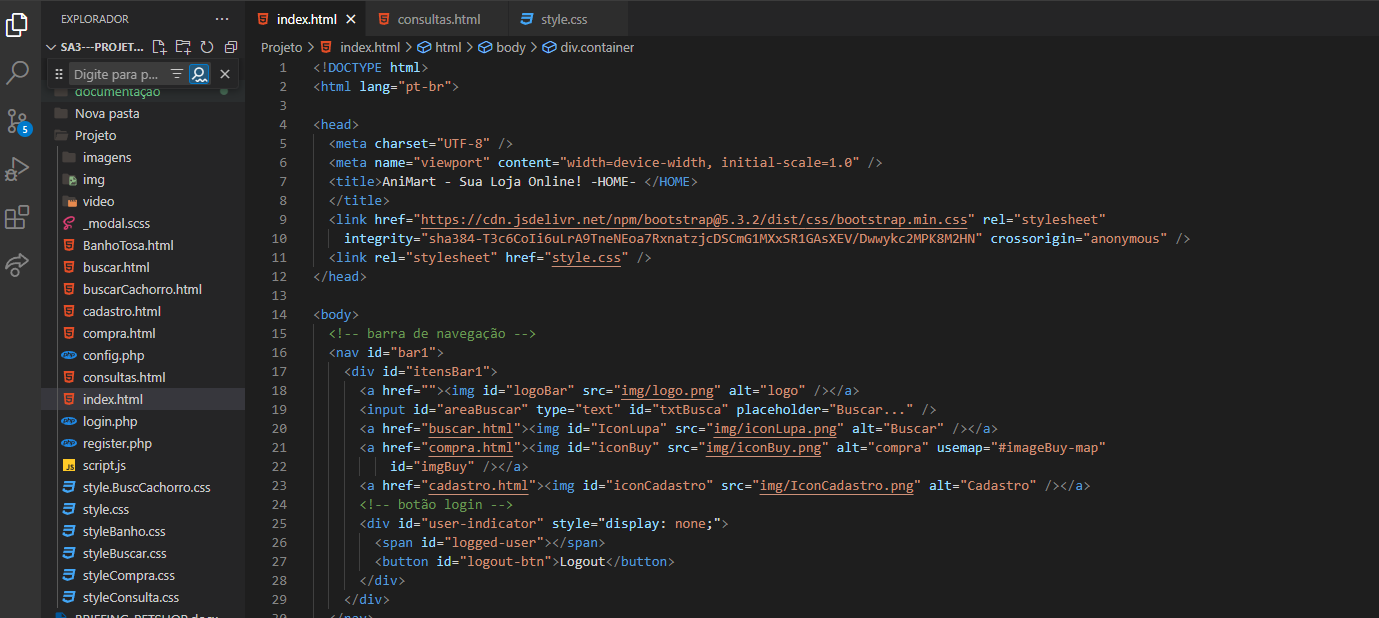 EXPLORADOR
SA3---PROJET...
Digite para p...
documentação
Nova pasta
Projeto
imagens
img
video
_modal.scss
BanhoTosa.html
buscar.html
buscarCachorro.html
cadastro.html
compra.html
config.php
consultas.html
index.html
login.php
register.php
script.js
style.BuscCachorro.css
style.css
styleBanho.css
styleBuscar.css
styleCompra.css
styleConsulta.css
BRIEFING-PETSHOP.docx
5
index.html
consultas.html
style.css
Projeto > index.html > html > body > div.container
1 <!DOCTYPE html>
2 <html lang="pt-br">
3
4 <head>
5 <meta charset="UTF-8" />
6 <meta name="viewport" content="width=device-width, initial-scale=1.0" />
7 <title>AniMart - Sua Loja Online! -HOME- </HOME>
8 </title>
9 <link href="https://cdn.jsdelivr.net/npm/bootstrap@5.3.2/dist/css/bootstrap.min.css" rel="stylesheet"
10 integrity="sha384-T3c6CoIi6uLrA9TneNEoa7RxnatzjcDSCmG1MXxSR1GAsXEV/Dwwykc2MPK8M2HN" crossorigin="anonymous" />
11 <link rel="stylesheet" href="style.css" />
12 </head>
13
14 <body>
15 <!-- barra de navegação -->
16 <nav id="bar1">
17 <div id="itensBar1">
18 <a href=""><img id="logoBar" src="img/logo.png" alt="logo" /></a>
19 <input id="areaBuscar" type="text" id="txtBusca" placeholder="Buscar..." />
20 <a href="buscar.html"><img id="IconLupa" src="img/iconLupa.png" alt="Buscar" /></a>
21 <a href="compra.html"><img id="iconBuy" src="img/iconBuy.png" alt="compra" usemap="#imageBuy-map"
22 id="imgBuy" /></a>
23 <a href="cadastro.html"><img id="iconCadastro" src="img/IconCadastro.png" alt="Cadastro" /></a>
24 <!-- botão login -->
25 <div id="user-indicator" style="display: none;">
26 <span id="logged-user"></span>
27 <button id="logout-btn">Logout</button>
28 </div>
29 </div>
30 </nav>